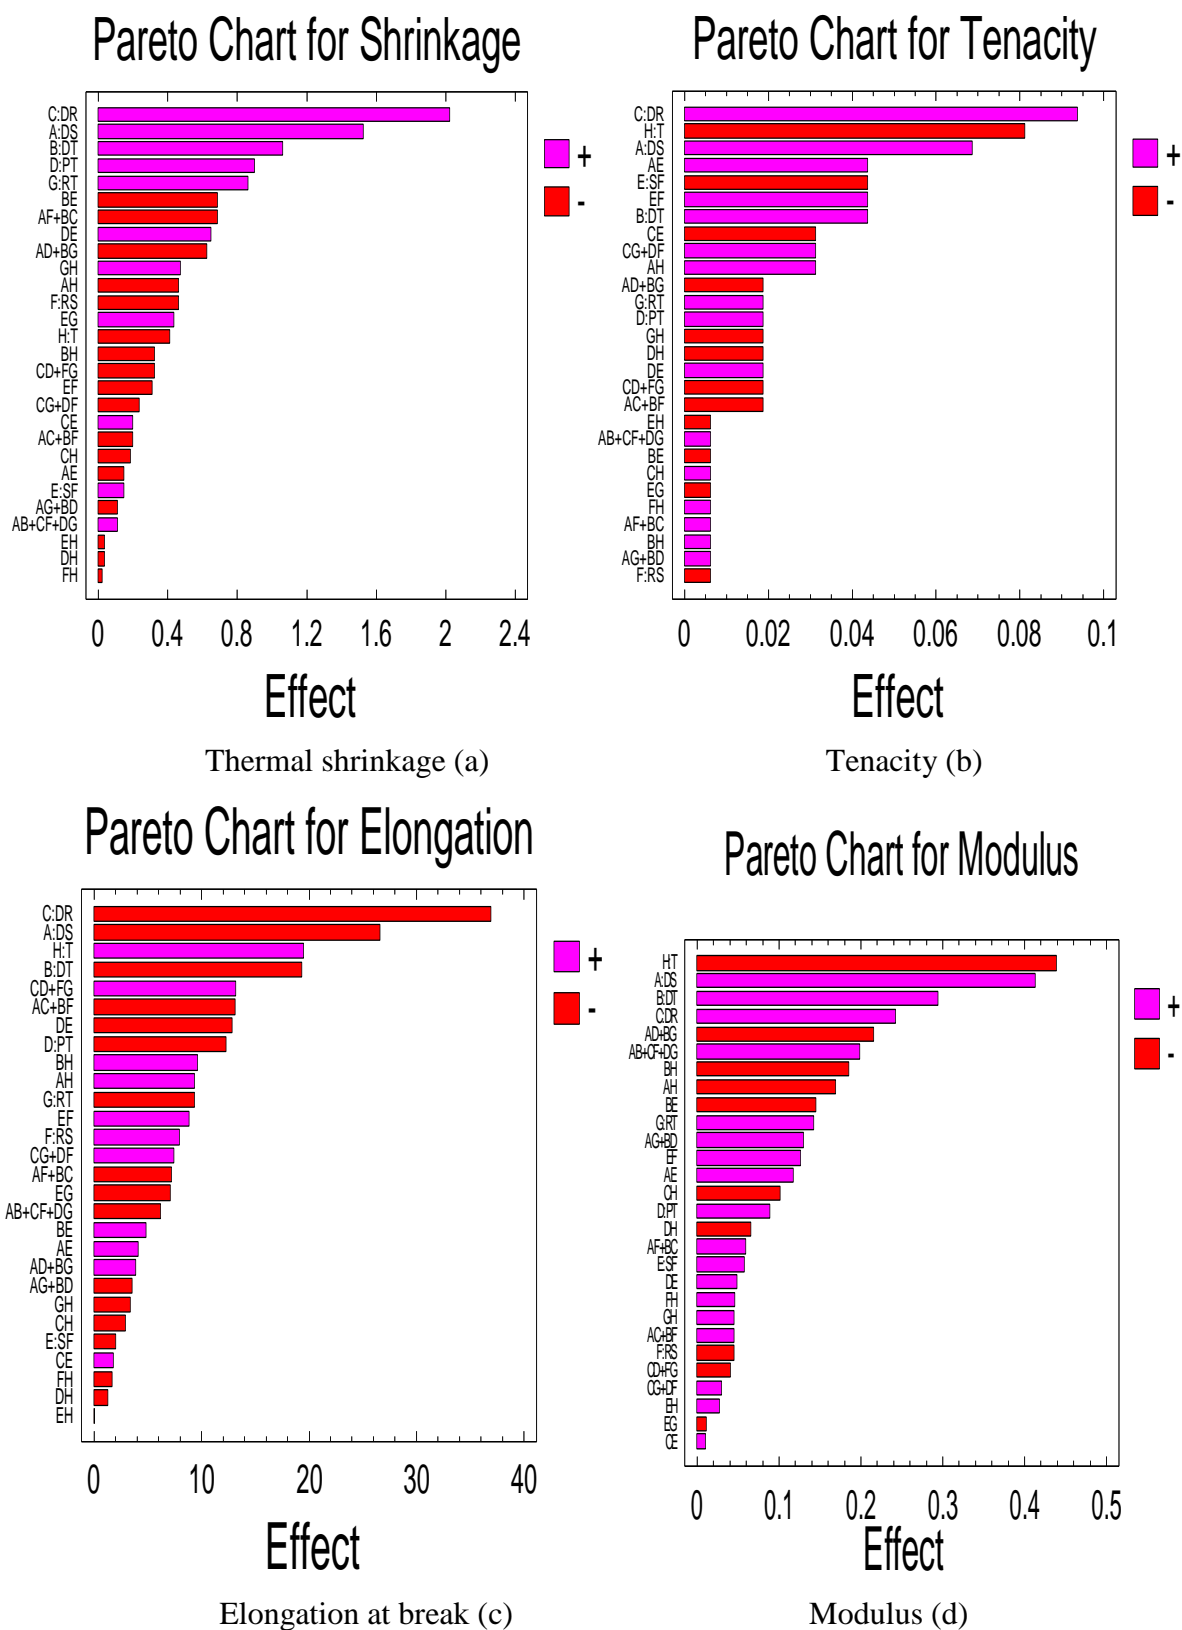 Pareto Chart for Shrinkage
C:DR
A:DS
B:DT
D:PT
G:RT
BE
AF+BC
DE
AD+BG
GH
AH
F:RS
EG
H:T
BH
CD+FG
EF
CG+DF
CE
AC+BF
CH
AE
E:SF
AG+BD
AB+CF+DG
EH
DH
FH
+
-
0 0.4 0.8 1.2 1.6 2 2.4
Effect
Thermal shrinkage (a)
Pareto Chart for Tenacity
C:DR
H:T
A:DS
AE
E:SF
EF
B:DT
CE
CG+DF
AH
AD+BG
G:RT
D:PT
GH
DH
DE
CD+FG
AC+BF
EH
AB+CF+DG
BE
CH
EG
FH
AF+BC
BH
AG+BD
F:RS
+
-
0 0.02 0.04 0.06 0.08 0.1
Effect
Tenacity (b)
Pareto Chart for Elongation
C:DR
A:DS
H:T
B:DT
CD+FG
AC+BF
DE
D:PT
BH
AH
G:RT
EF
F:RS
CG+DF
AF+BC
EG
AB+CF+DG
BE
AE
AD+BG
AG+BD
GH
CH
E:SF
CE
FH
DH
EH
+
-
0 10 20 30 40
Effect
Elongation at break (c)
Pareto Chart for Modulus
H:T
A:DS
B:DT
C:DR
AD+BG
AB+CF+DG
BH
AH
BE
G:RT
AG+BD
EF
AE
CH
D:PT
DH
AF+BC
E:SF
DE
FH
GH
AC+BF
F:RS
CD+FG
CG+DF
EH
EG
CE
+
-
0 0.1 0.2 0.3 0.4 0.5
Effect
Modulus (d)